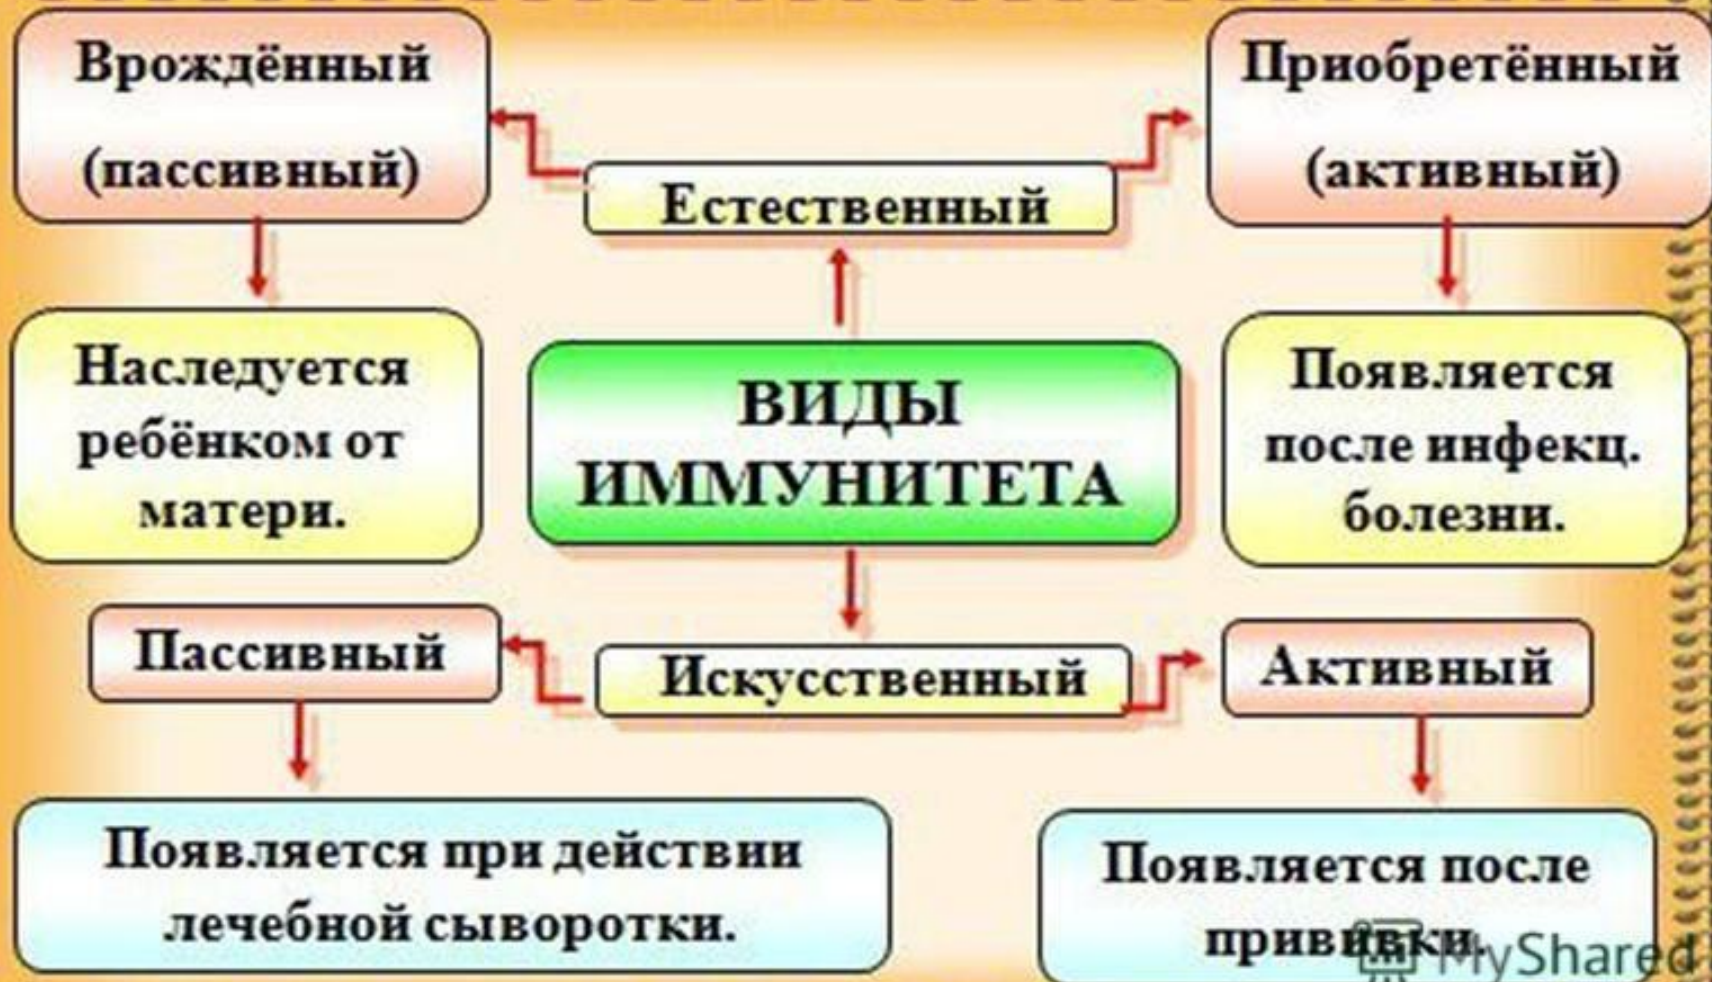 Врождённый
(пассивный)
Приобретённый
(активный)
Естественный
Наследуется
ребёнком от
матери.
ВИДЫ
ИММУНИТЕТА
Появляется
после инфекц.
болезни.
Пассивный
Искусственный
Активный
Появляется при действии
лечебной сыворотки.
Появляется после
прививки.
MyShared